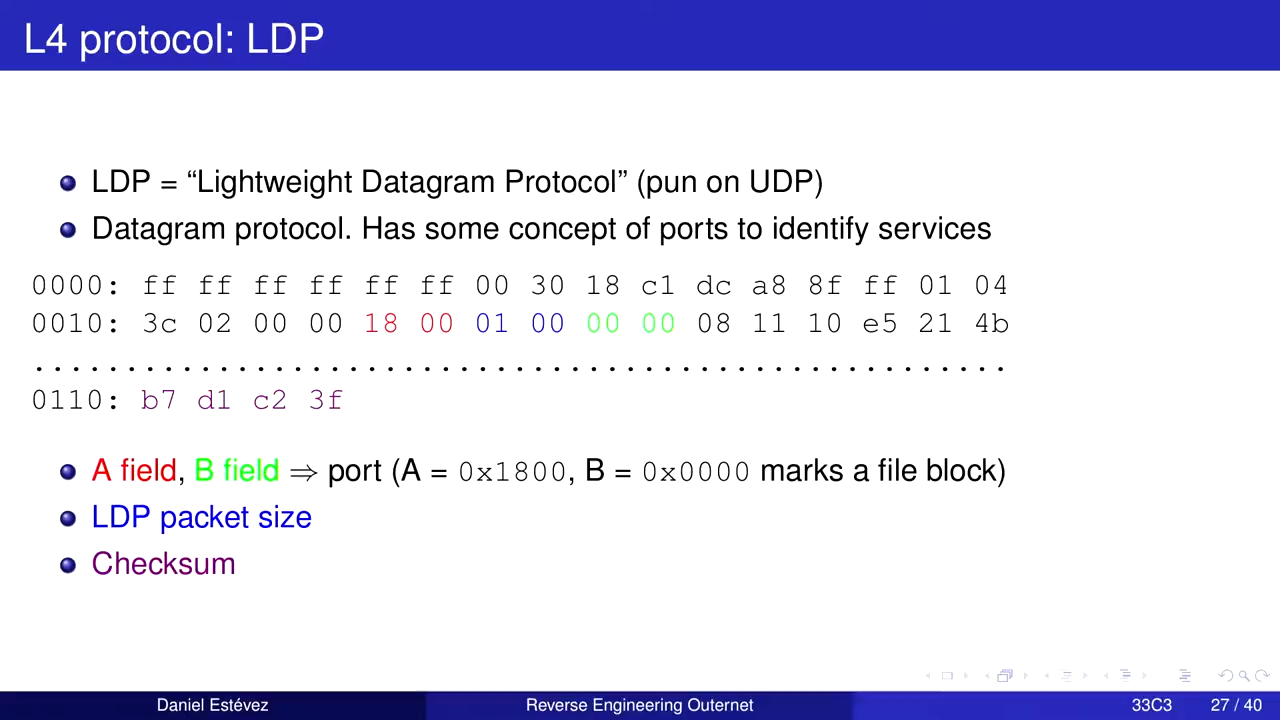 L4 protocol: LDP
LDP = “Lightweight Datagram Protocol” (pun on UDP)
Datagram protocol. Has some concept of ports to identify services
0000: ff ff ff ff ff ff 00 30 18 c1 dc a8 8f ff 01 04
0010: 3c 02 00 00 18 00 01 00 00 00 08 11 10 e5 21 4b
.....................................................
0110: b7 d1 c2 3f
A field, B field ⇒ port (A = 0x1800, B = 0x0000 marks a file block)
LDP packet size
Checksum
Daniel Estévez Reverse Engineering Outernet 33C3 27 / 40